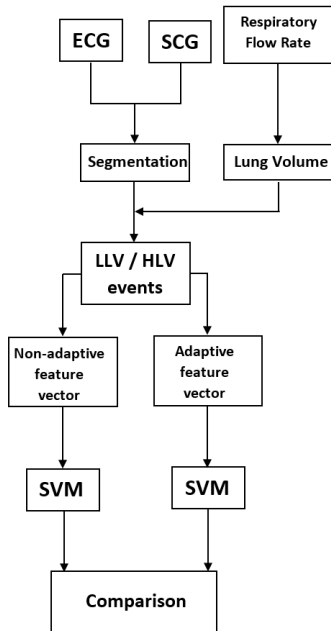 ECG
SCG
Respiratory
Flow Rate
Segmentation
Lung Volume
LLV / HLV
events
Non-adaptive
feature
vector
Adaptive
feature
vector
SVM
SVM
Comparison